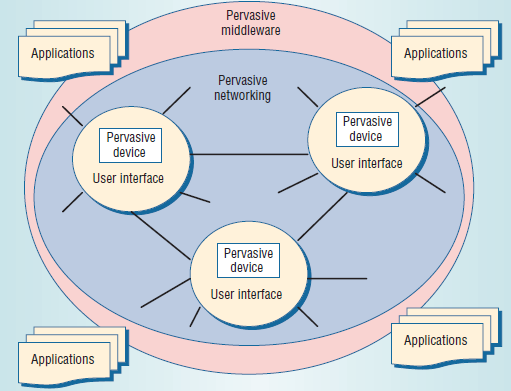 Pervasive
middleware
Applications
Applications
Pervasive
networking
Pervasive
device
User interface
Pervasive
device
User interface
Pervasive
device
User interface
Applications
Applications